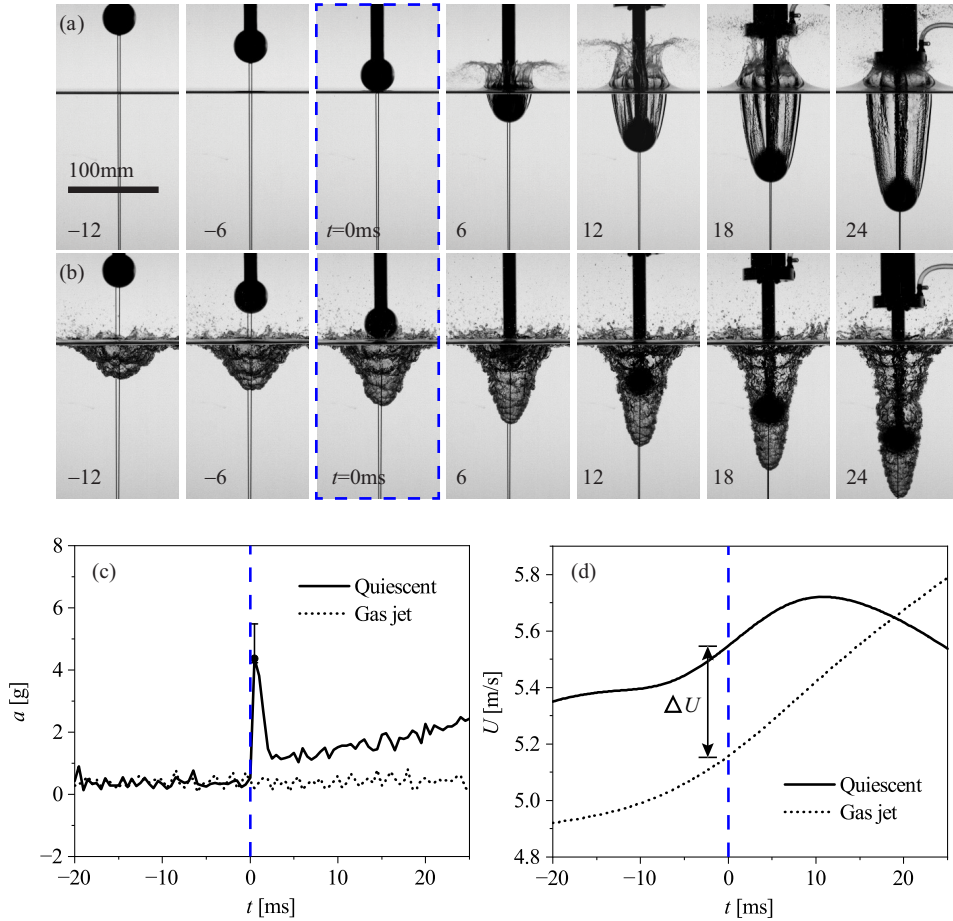 (a)
100mm
−12 −6 t=0ms 6 12 18 24
(b)
−12 −6 t=0ms 6 12 18 24
(c)
8
6
4
2
0
−2
a [g]
Quiescent
Gas jet
−20 −10 0 10 20
t [ms]
(d)
5.8
5.6
5.4
5.2
5.0
4.8
U [m/s]
ΔU
Quiescent
Gas jet
−20 −10 0 10 20
t [ms]